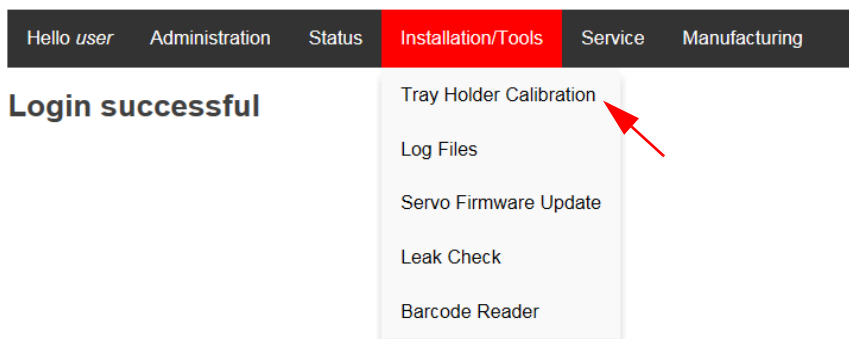 Hello user Administration Status Installation/Tools Service Manufacturing
Login successful
Tray Holder Calibration
Log Files
Servo Firmware Update
Leak Check
Barcode Reader